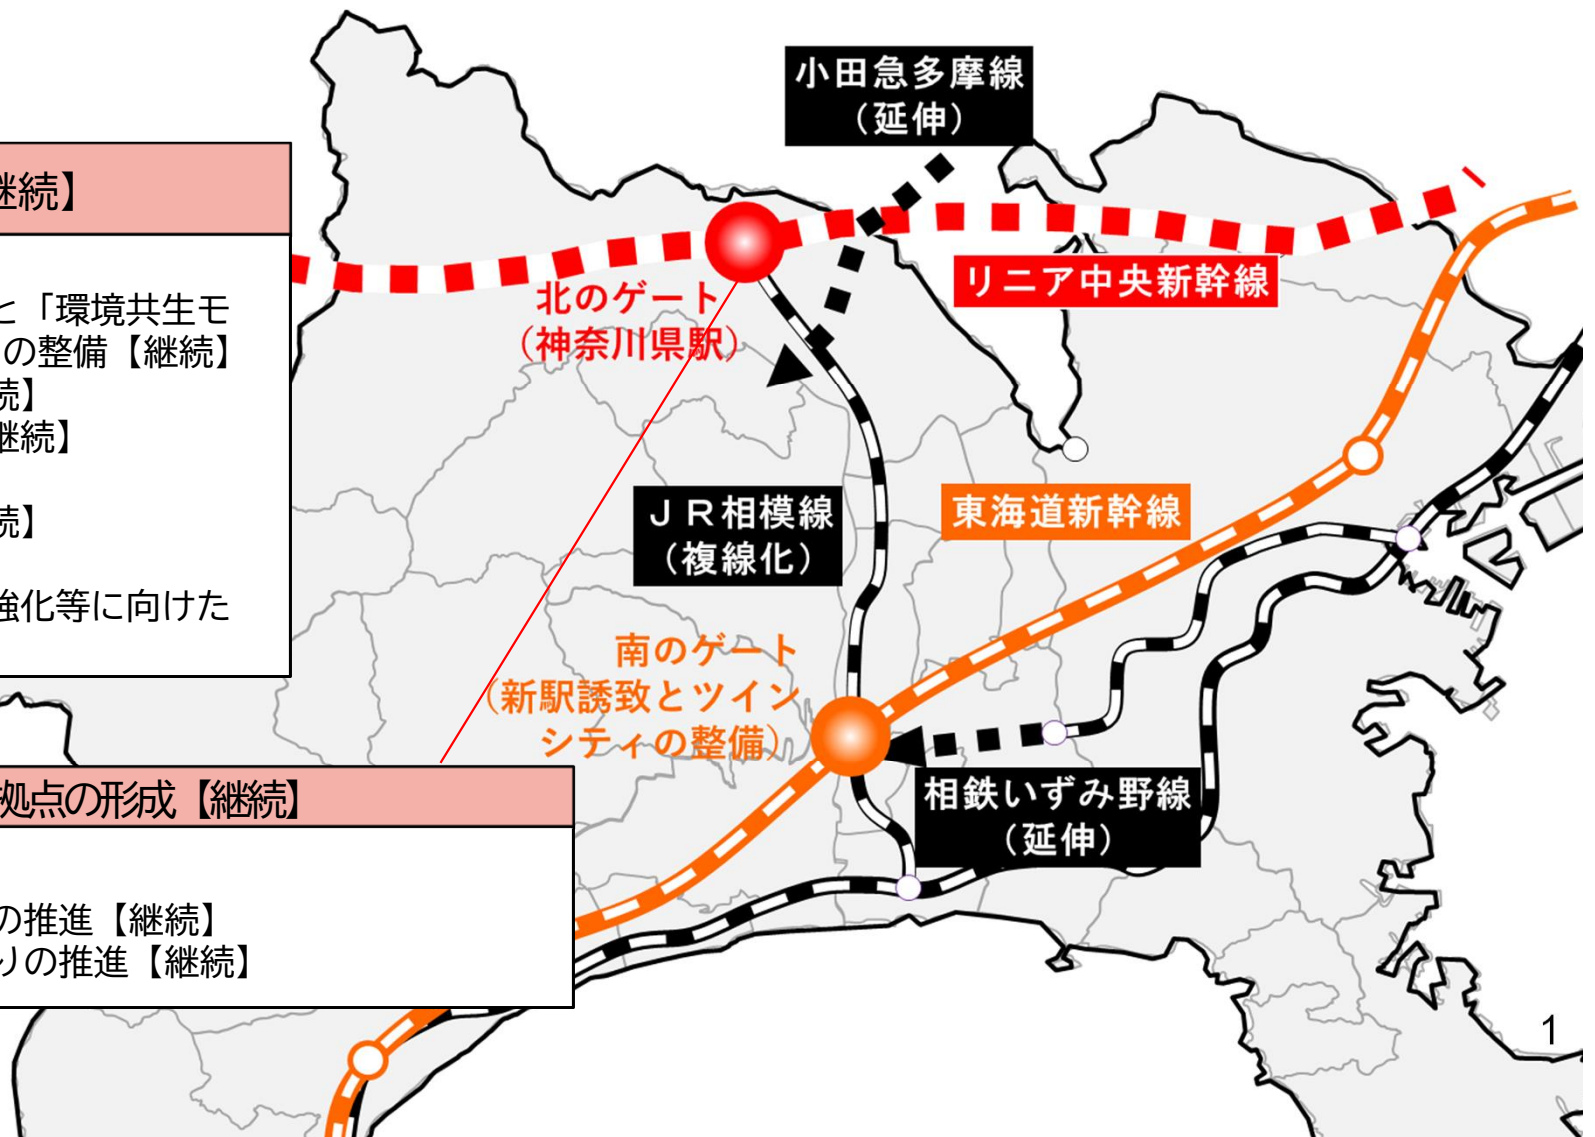 小田急多摩線
（延伸）
継続】
と「環境共生モ
の整備【継続】
続】
継続】
続】
強化等に向けた
北のゲート
（神奈川県駅）
リニア中央新幹線
ＪＲ相模線
（複線化）
東海道新幹線
南のゲート
（新駅誘致とツイン
シティの整備）
相鉄いずみ野線
（延伸）
拠点の形成【継続】
の推進【継続】
りの推進【継続】
1